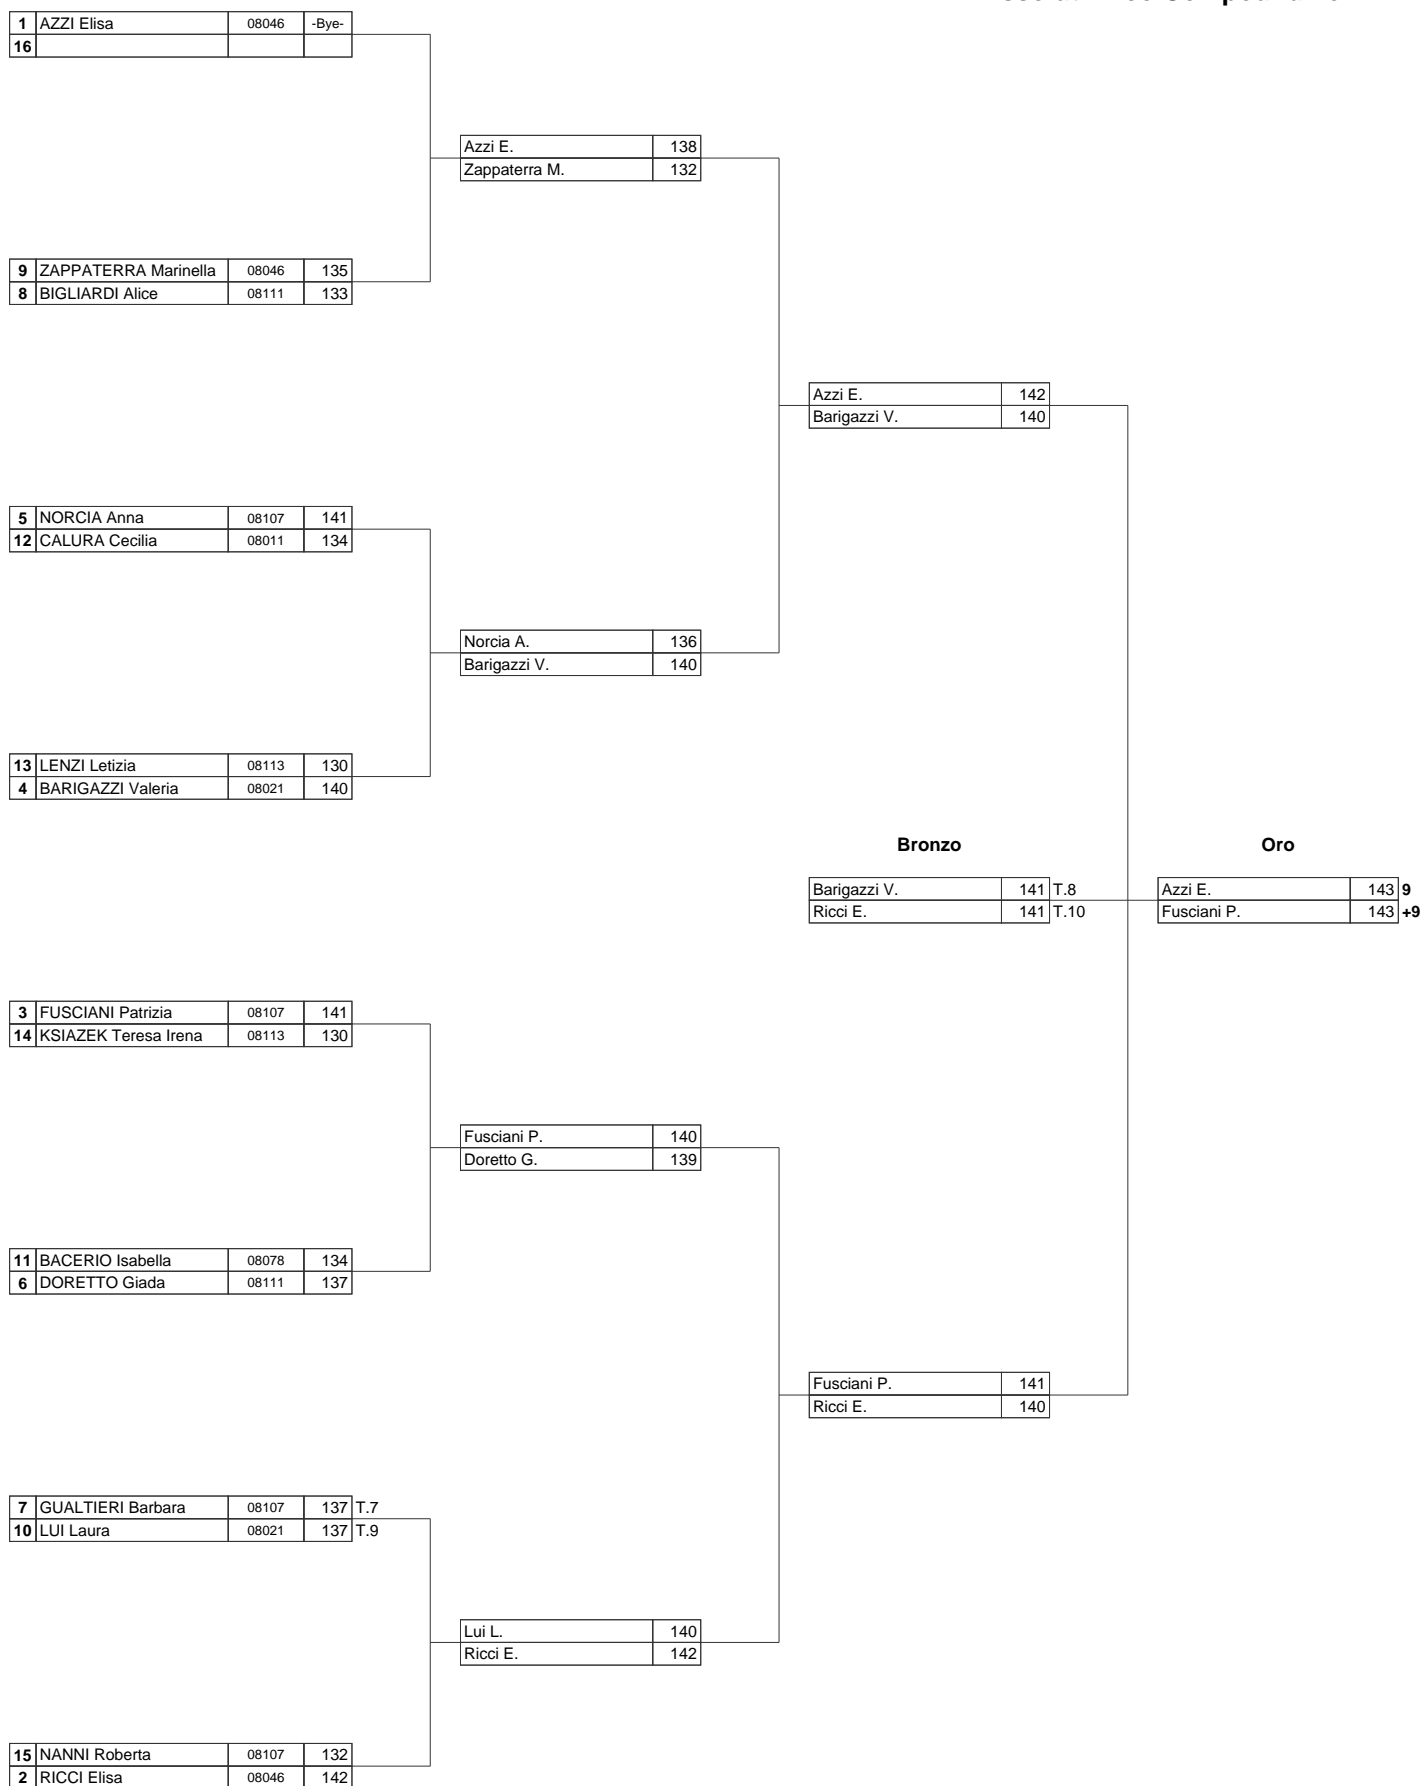 1 AZZI Elisa 08046 -Bye-
16
Azzi E. 138
Zappaterra M. 132
9 ZAPPATERRA Marinella 08046 135
8 BIGLIARDI Alice 08111 133
Azzi E. 142
Barigazzi V. 140
5 NORCIA Anna 08107 141
12 CALURA Cecilia 08011 134
Norcia A. 136
Barigazzi V. 140
13 LENZI Letizia 08113 130
4 BARIGAZZI Valeria 08021 140
Bronzo Oro
Barigazzi V. 141 T.8 Azzi E. 143 9
Ricci E. 141 T.10 Fusciani P. 143 +9
3 FUSCIANI Patrizia 08107 141
14 KSIAZEK Teresa Irena 08113 130
Fusciani P. 140
Doretto G. 139
11 BACERIO Isabella 08078 134
6 DORETTO Giada 08111 137
Fusciani P. 141
Ricci E. 140
7 GUALTIERI Barbara 08107 137 T.7
10 LUI Laura 08021 137 T.9
Lui L. 140
Ricci E. 142
15 NANNI Roberta 08107 132
2 RICCI Elisa 08046 142